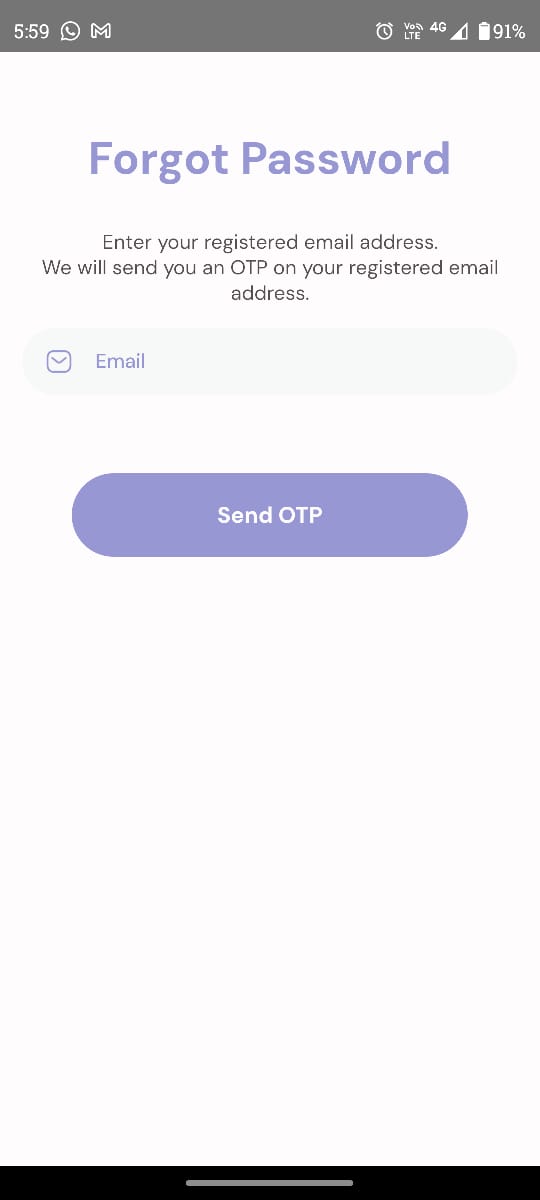 5:59 Vo LTE 4G 91%
Forgot Password
Enter your registered email address.
We will send you an OTP on your registered email
address.
Email
Send OTP